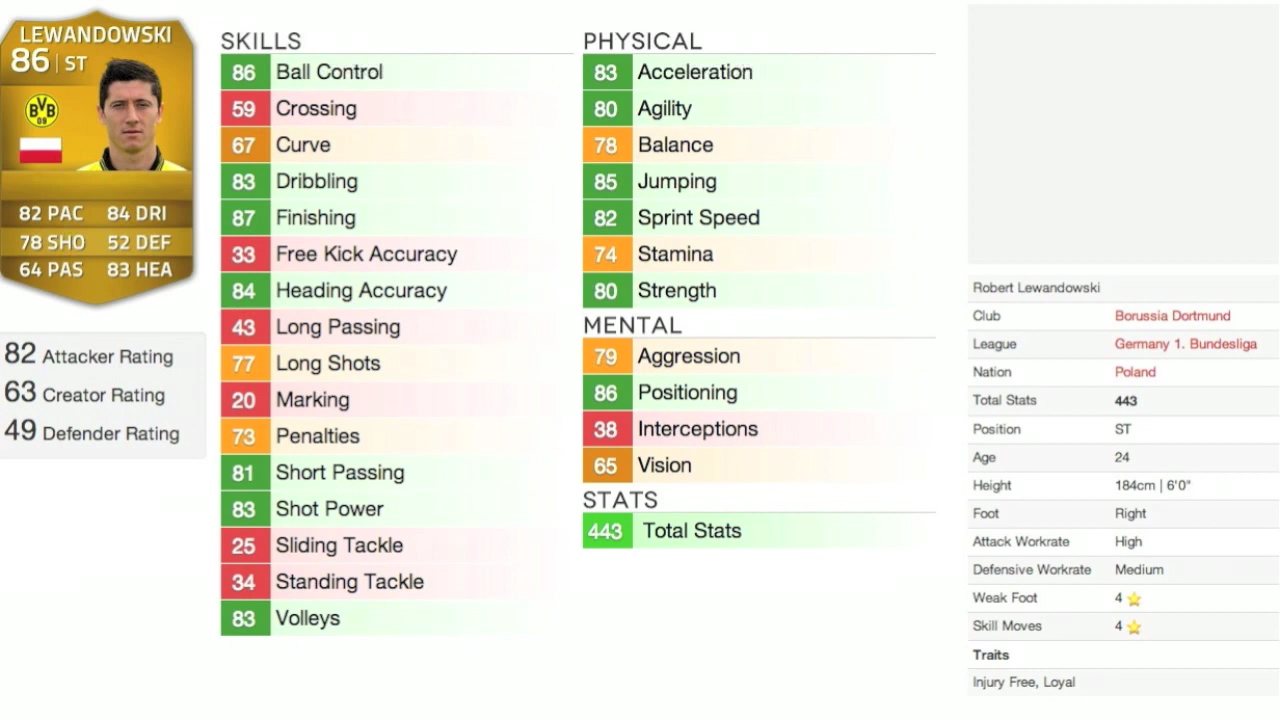 LEWANDOWSKI
86 | ST
BVB
09
82 PAC 84 DRI
78 SHO 52 DEF
64 PAS 83 HEA
82 Attacker Rating
63 Creator Rating
49 Defender Rating
SKILLS
86 Ball Control
59 Crossing
67 Curve
83 Dribbling
87 Finishing
33 Free Kick Accuracy
84 Heading Accuracy
43 Long Passing
77 Long Shots
20 Marking
73 Penalties
81 Short Passing
83 Shot Power
25 Sliding Tackle
34 Standing Tackle
83 Volleys
PHYSICAL
83 Acceleration
80 Agility
78 Balance
85 Jumping
82 Sprint Speed
74 Stamina
80 Strength
MENTAL
79 Aggression
86 Positioning
38 Interceptions
65 Vision
STATS
443 Total Stats
Robert Lewandowski
Club Borussia Dortmund
League Germany 1. Bundesliga
Nation Poland
Total Stats 443
Position ST
Age 24
Height 184cm | 6'0"
Foot Right
Attack Workrate High
Defensive Workrate Medium
Weak Foot 4
Skill Moves 4
Traits
Injury Free, Loyal